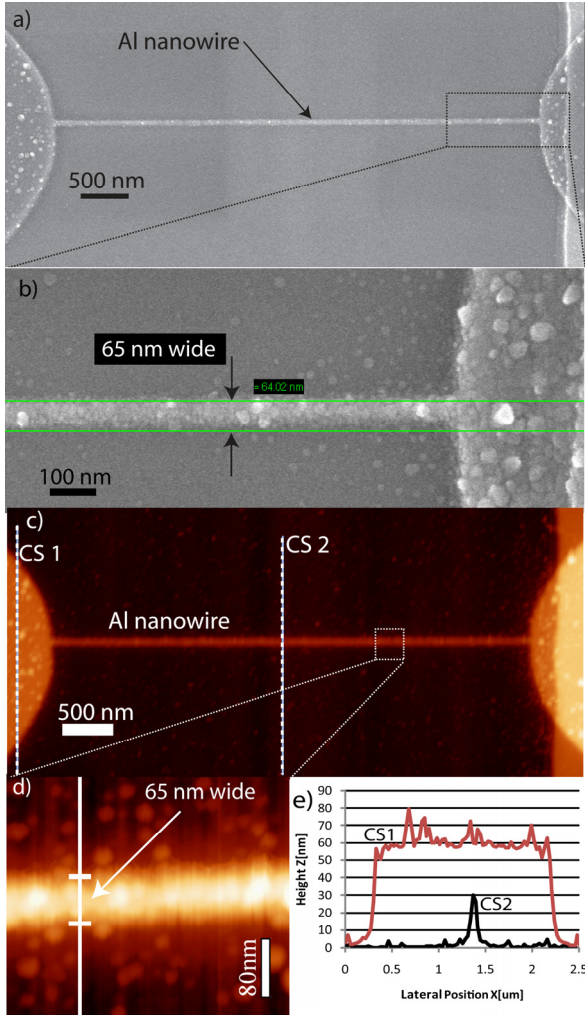 a)
Al nanowire
500 nm
b)
65 nm wide
= 64.02 nm
100 nm
c)
CS 1
CS 2
Al nanowire
500 nm
d)
65 nm wide
80nm
e)
90
80
70
60
50
40
30
20
10
0
Height Z[nm]
CS1
CS2
0
0.5
1
1.5
2
2.5
Lateral Position X[um]